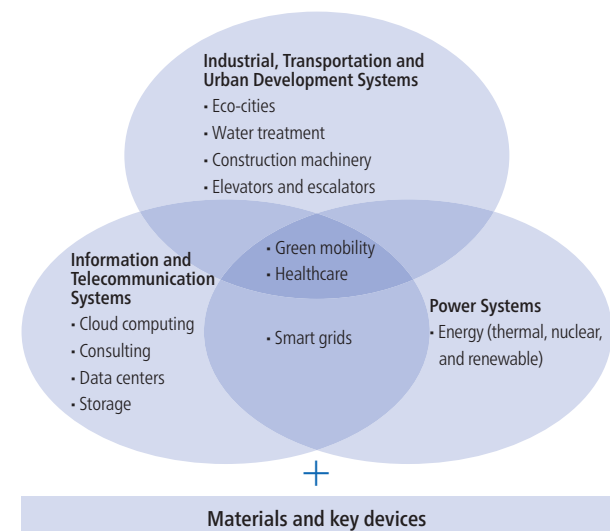 Industrial, Transportation and
Urban Development Systems
• Eco-cities
• Water treatment
• Construction machinery
• Elevators and escalators
• Green mobility
• Healthcare
Information and
Telecommunication
Systems
• Cloud computing
• Consulting
• Data centers
• Storage
• Smart grids
Power Systems
• Energy (thermal, nuclear,
and renewable)
+
Materials and key devices